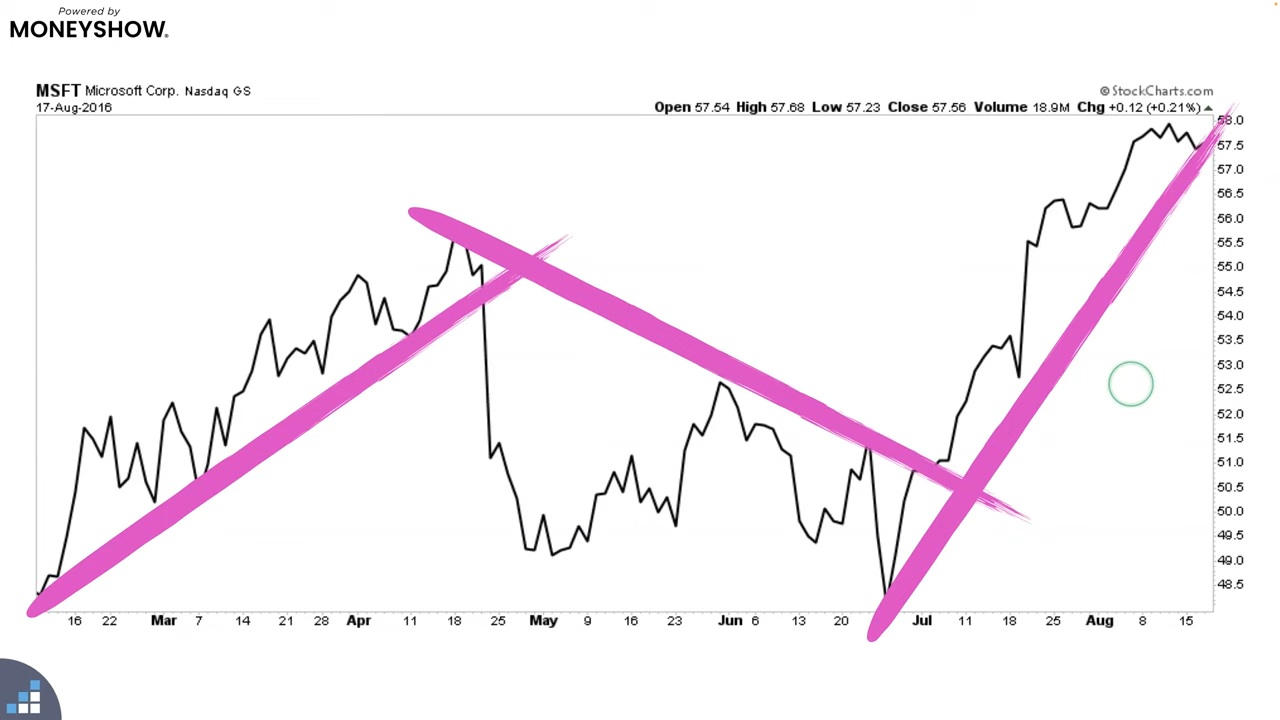 Powered by
MONEYSHOW.
MSFT Microsoft Corp. Nasdaq GS
© StockCharts.com
17-Aug-2016
Open 57.54 High 57.68 Low 57.23 Close 57.56 Volume 18.9M Chg +0.12 (+0.21%)
58.0
57.5
57.0
56.5
56.0
55.5
55.0
54.5
54.0
53.5
53.0
52.5
52.0
51.5
51.0
50.5
50.0
49.5
49.0
48.5
16 22 Mar 7 14 21 28 Apr 11 18 25 May 9 16 23 Jun 6 13 20 Jul 11 18 25 Aug 8 15